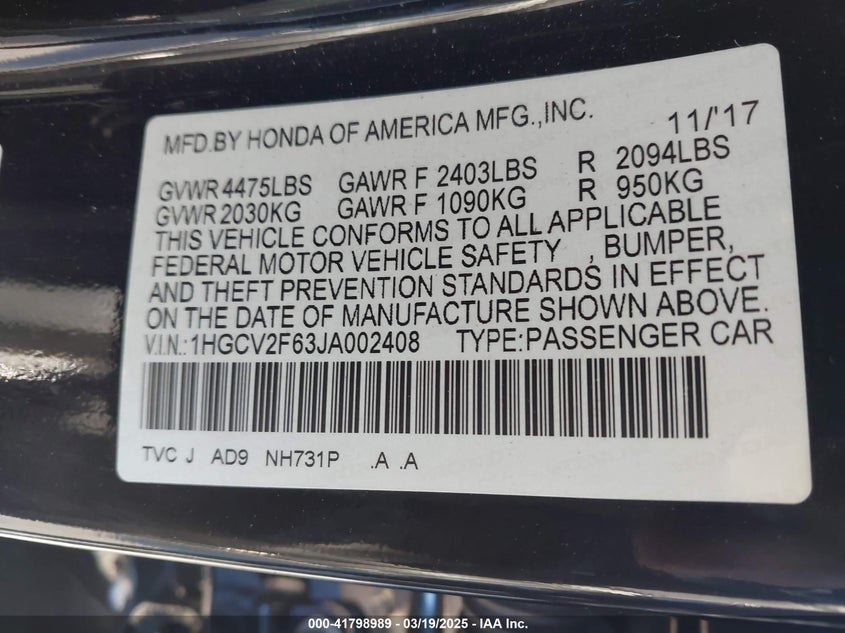 MFD.BY HONDA OF AMERICA MFG.,INC. 11/'17
GVWR 4475LBS GAWR F 2403LBS R 2094LBS
GVWR 2030KG GAWR F 1090KG R 950KG
THIS VEHICLE CONFORMS TO ALL APPLICABLE
FEDERAL MOTOR VEHICLE SAFETY , BUMPER,
AND THEFT PREVENTION STANDARDS IN EFFECT
ON THE DATE OF MANUFACTURE SHOWN ABOVE.
V.I.N.:1HGCV2F63JA002408 TYPE:PASSENGER CAR
TVC J AD9 NH731P .A .A
000-41798989 - 03/19/2025 - IAA Inc.